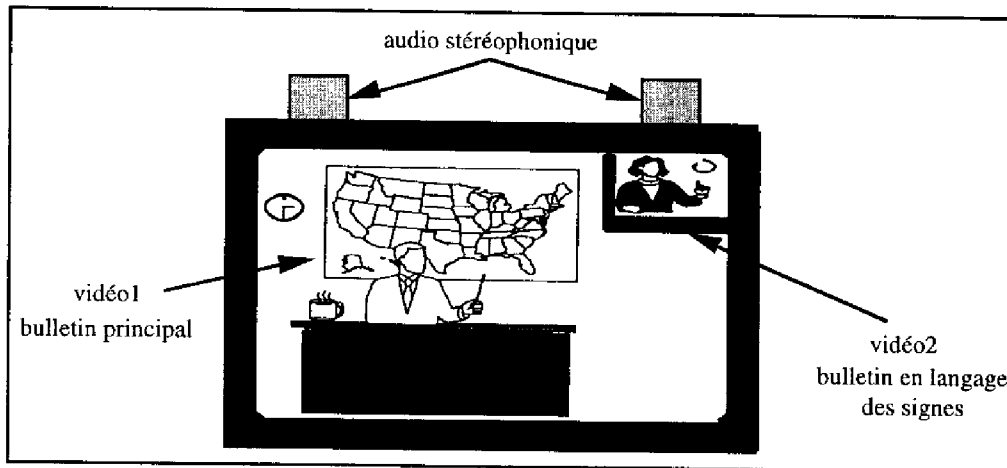 audio stéréophonique
vidéo1
bulletin principal
vidéo2
bulletin en langage
des signes